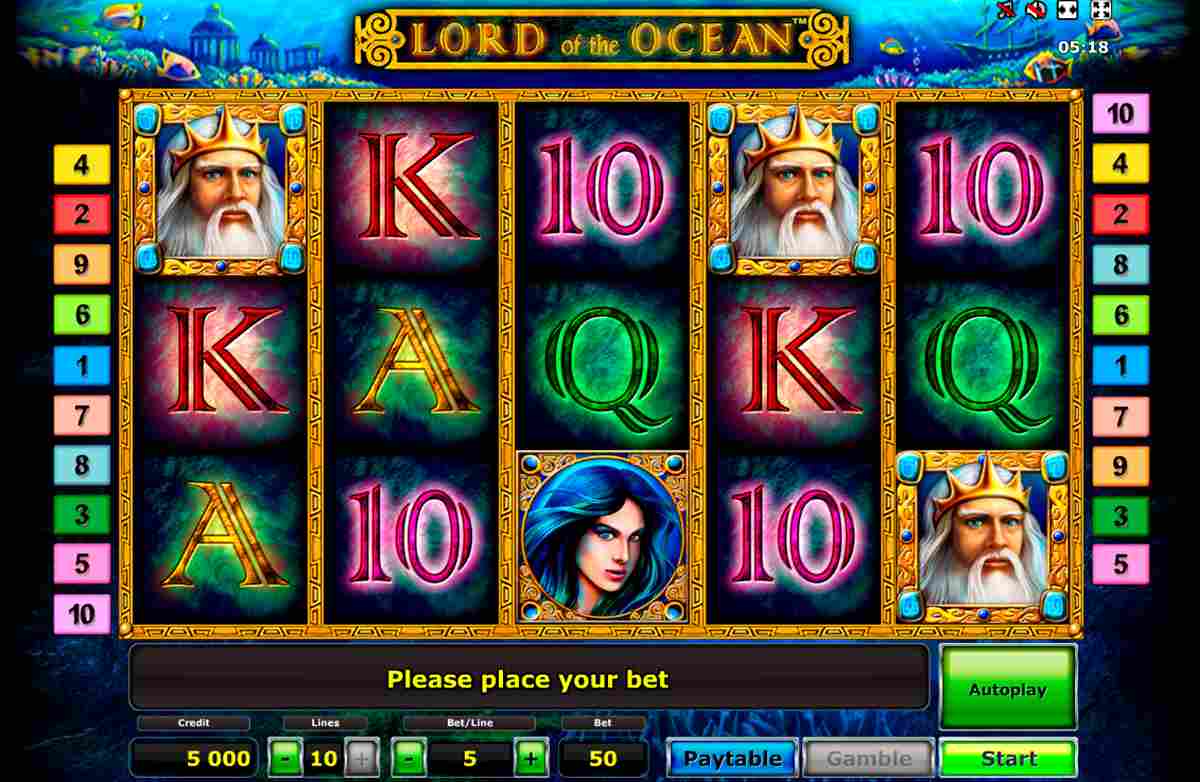 LORD of the OCEAN™
05:18
10
4 4
2 2
9 8
6 6
1 1
7 7
8 9
3 3
5 5
10
K 10 10
K A Q K Q
A 10 10
Please place your bet
Autoplay
Credit Lines Bet/Line Bet
5 000 - 10 + - 5 + 50
Paytable Gamble Start